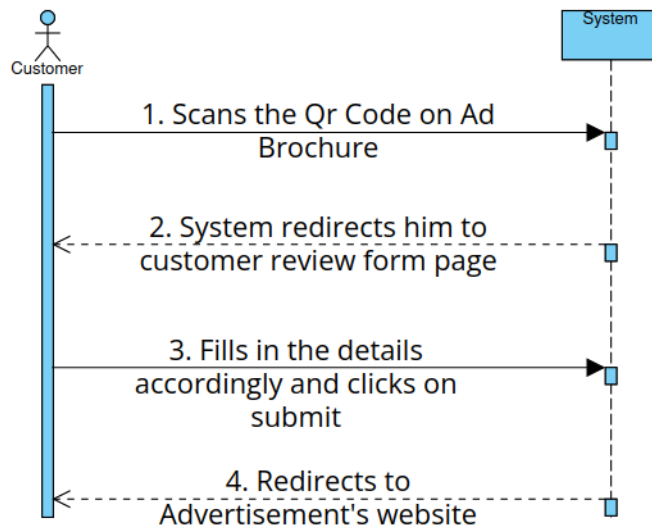 System
Customer
1. Scans the Qr Code on Ad
Brochure
2. System redirects him to
customer review form page
3. Fills in the details
accordingly and clicks on
submit
4. Redirects to
Advertisement's website